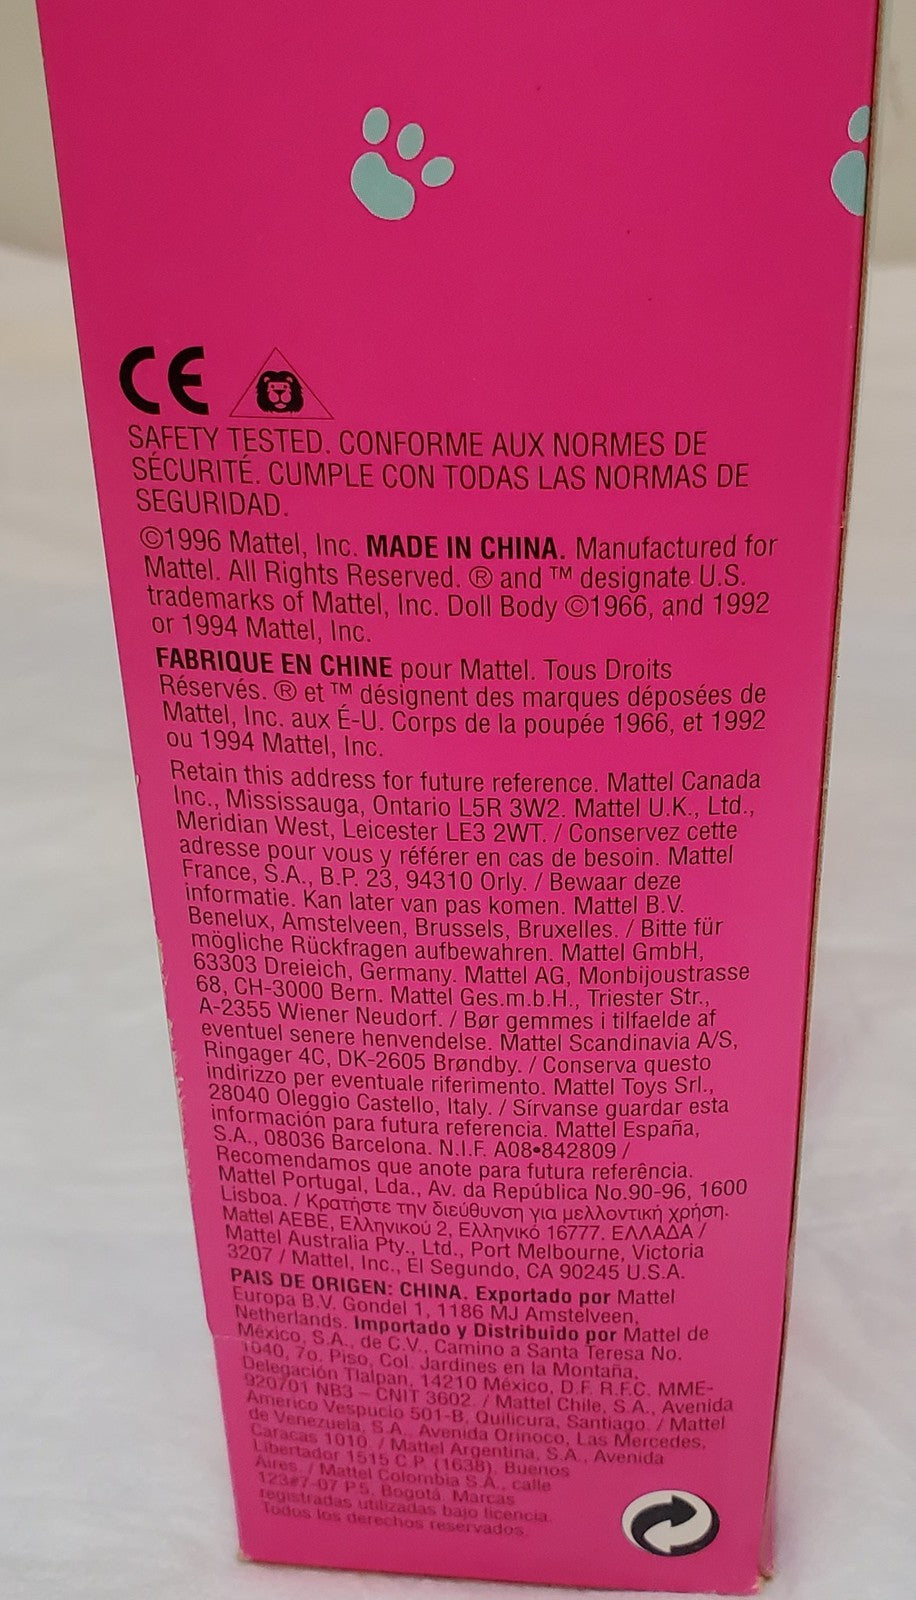 CE
SAFETY TESTED. CONFORME AUX NORMES DE
SÉCURITÉ. CUMPLE CON TODAS LAS NORMAS DE
SEGURIDAD.
©1996 Mattel, Inc. MADE IN CHINA. Manufactured for
Mattel. All Rights Reserved. ® and ™ designate U.S.
trademarks of Mattel, Inc. Doll Body ©1966, and 1992
or 1994 Mattel, Inc.
FABRIQUE EN CHINE pour Mattel. Tous Droits
Réservés. ® et ™ désignent des marques déposées de
Mattel, Inc. aux É-U. Corps de la poupée 1966, et 1992
ou 1994 Mattel, Inc.
Retain this address for future reference. Mattel Canada
Inc., Mississauga, Ontario L5R 3W2. Mattel U.K., Ltd.,
Meridian West, Leicester LE3 2WT. / Conservez cette
adresse pour vous y référer en cas de besoin. Mattel
France, S.A., B.P. 23, 94310 Orly. / Bewaar deze
informatie. Kan later van pas komen. Mattel B.V.
Benelux, Amstelveen, Brussels, Bruxelles. / Bitte für
mögliche Rückfragen aufbewahren. Mattel GmbH,
63303 Dreieich, Germany. Mattel AG, Monbijoustrasse
68, CH-3000 Bern. Mattel Ges.m.b.H., Triester Str.,
A-2355 Wiener Neudorf. / Bør gemmes i tilfaelde af
eventuel senere henvendelse. Mattel Scandinavia A/S,
Ringager 4C, DK-2605 Brøndby. / Conserva questo
indirizzo per eventuale riferimento. Mattel Toys Srl.,
28040 Oleggio Castello, Italy. / Sírvanse guardar esta
información para futura referencia. Mattel España,
S.A., 08036 Barcelona. N.I.F. A08•842809 /
Recomendamos que anote para futura referência.
Mattel Portugal, Lda., Av. da República No.90-96, 1600
Lisboa. / Κρατήστε την διεύθυνση για μελλοντική χρήση.
Mattel AEBE, Ελληνικού 2, Ελληνικό 16777. ΕΛΛΑΔΑ /
Mattel Australia Pty., Ltd., Port Melbourne, Victoria
3207 / Mattel, Inc., El Segundo, CA 90245 U.S.A.
PAIS DE ORIGEN: CHINA. Exportado por Mattel
Europa B.V. Gondel 1, 1186 MJ Amstelveen,
Netherlands. Importado y Distribuido por Mattel de
México, S.A., de C.V., Camino a Santa Teresa No.
1040, 7o. Piso, Col. Jardines en la Montaña,
Delegación Tlalpan, 14210 México, D.F. R.F.C. MME-
920701 NB3 – CNIT 3602. / Mattel Chile, S.A., Avenida
Americo Vespucio 501-B, Quilicura, Santiago. / Mattel
de Venezuela, S.A., Avenida Orinoco, Las Mercedes,
Caracas 1010. / Mattel Argentina, S.A., Avenida
Libertador 1515 C.P. (1638), Buenos
Aires. / Mattel Colombia S.A., calle
123#7-07 P.5. Bogotá. Marcas
registradas utilizadas bajo licencia.
Todos los derechos reservados.